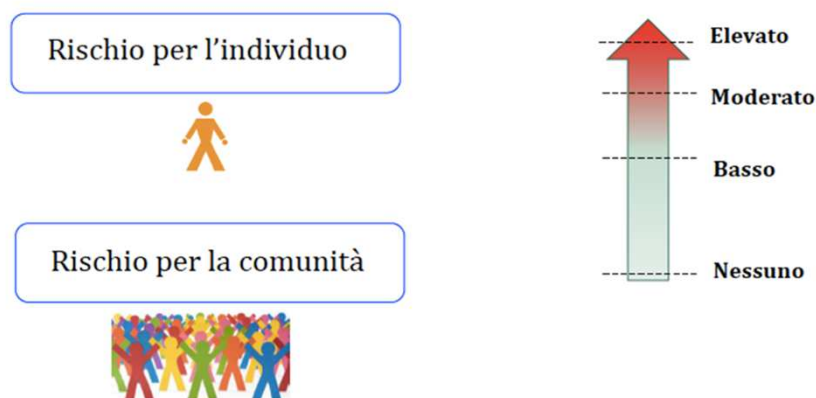 Rischio per l’individuo
Rischio per la comunità
Elevato
Moderato
Basso
Nessuno